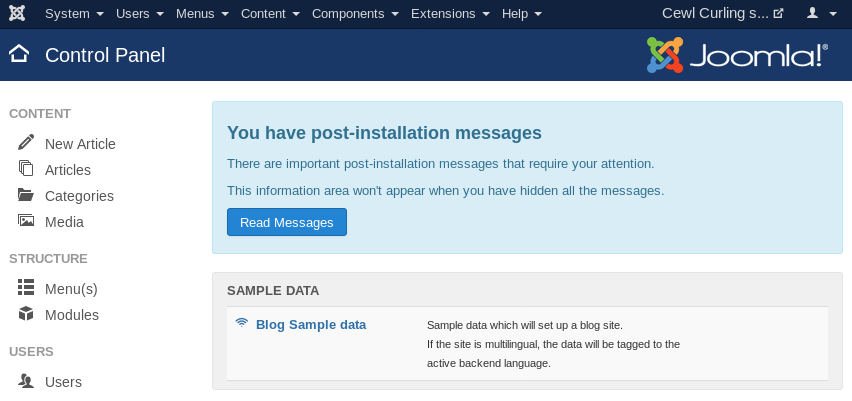 System Users Menus Content Components Extensions Help Cewl Curling s...
Control Panel Joomla!®
CONTENT
New Article
Articles
Categories
Media
STRUCTURE
Menu(s)
Modules
USERS
Users
You have post-installation messages
There are important post-installation messages that require your attention.
This information area won't appear when you have hidden all the messages.
Read Messages
SAMPLE DATA
Blog Sample data
Sample data which will set up a blog site.
If the site is multilingual, the data will be tagged to the
active backend language.